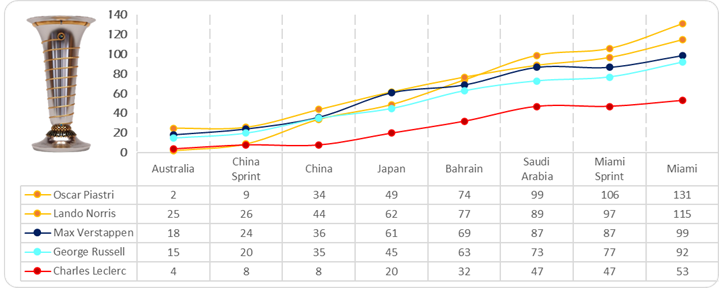 140
120
100
80
60
40
20
0
Australia China Sprint China Japan Bahrain Saudi Arabia Miami Sprint Miami
Oscar Piastri 2 9 34 49 74 99 106 131
Lando Norris 25 26 44 62 77 89 97 115
Max Verstappen 18 24 36 61 69 87 87 99
George Russell 15 20 35 45 63 73 77 92
Charles Leclerc 4 8 8 20 32 47 47 53